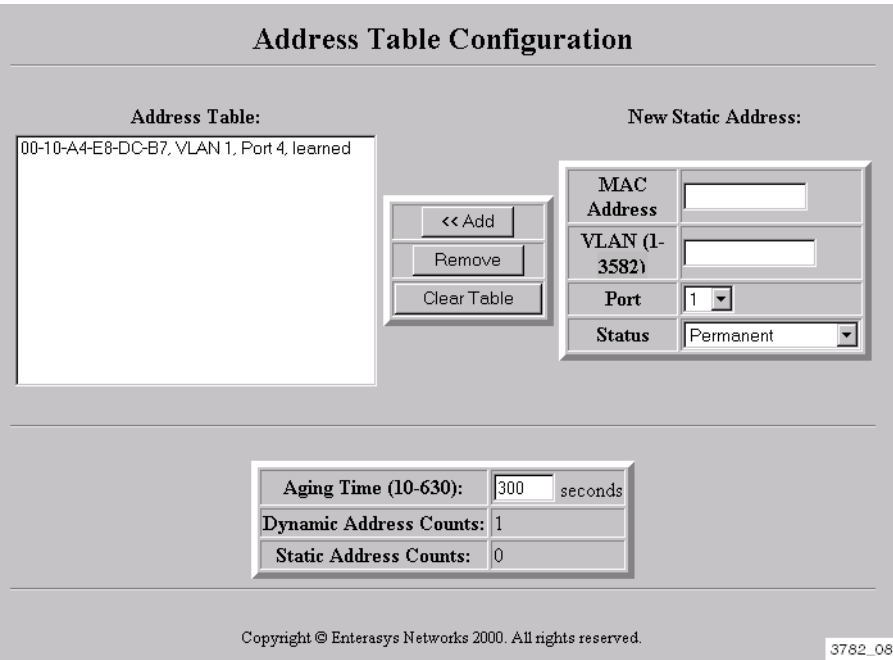 Address Table Configuration
Address Table:
00-10-A4-E8-DC-B7, VLAN 1, Port 4, learned
<< Add
Remove
Clear Table
New Static Address:
MAC
Address
VLAN (1-
3582)
Port
1
Status
Permanent
Aging Time (10-630):
300 seconds
Dynamic Address Counts: 1
Static Address Counts: 0
Copyright © Enterasys Networks 2000. All rights reserved.
3782_08